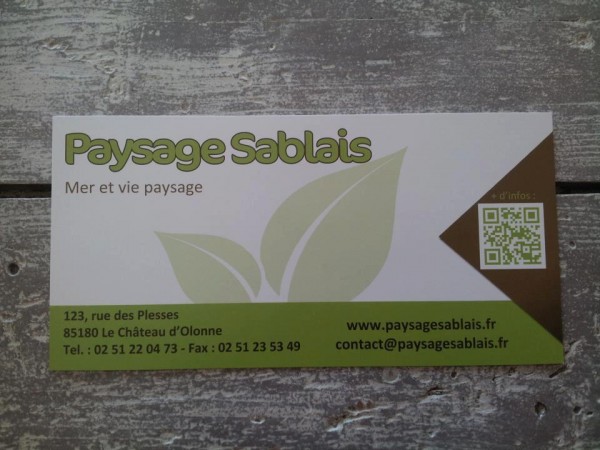 Paysage Sablais
Mer et vie paysage
+ d'infos :
123, rue des Plesses
85180 Le Château d'Olonne
Tel. : 02 51 22 04 73 - Fax : 02 51 23 53 49
www.paysagesablais.fr
contact@paysagesablais.fr